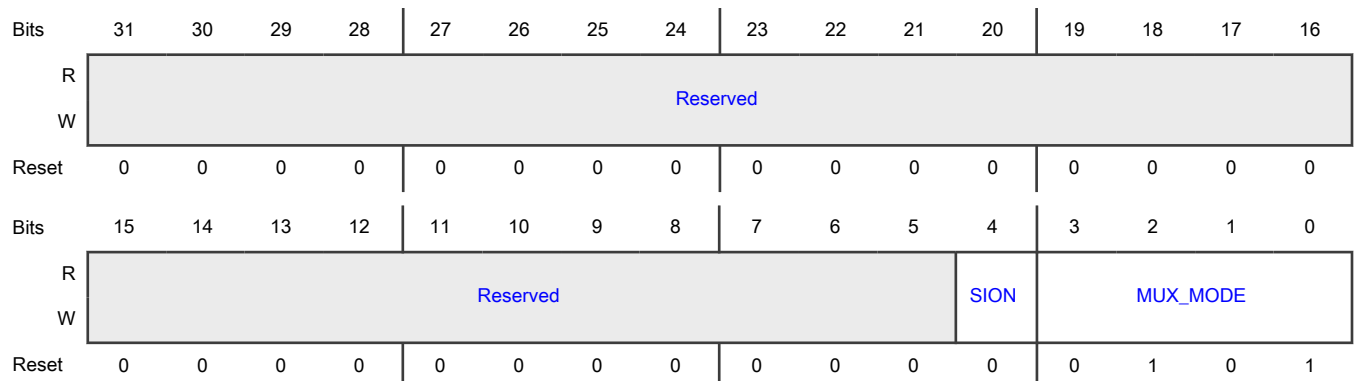 Bits 31 30 29 28 27 26 25 24 23 22 21 20 19 18 17 16
R
Reserved
W
Reset 0 0 0 0 0 0 0 0 0 0 0 0 0 0 0 0
Bits 15 14 13 12 11 10 9 8 7 6 5 4 3 2 1 0
R
Reserved SION MUX_MODE
W
Reset 0 0 0 0 0 0 0 0 0 0 0 0 0 1 0 1